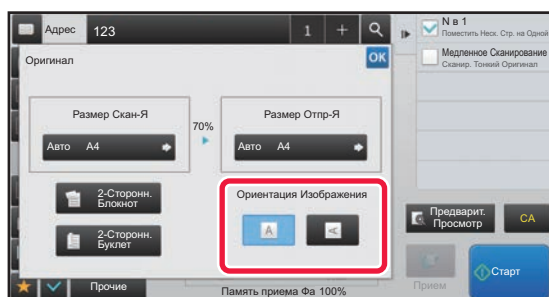 Адрес 123 1 +
N в 1
Поместить Неск. Стр. на Одной
Медленное Сканирование
Сканир. Тонкий Оригинал
Оригинал OK
Размер Скан-Я
70%
Размер Отпр-Я
Авто A4
Авто A4
2-Сторонн.
Блокнот
2-Сторонн.
Буклет
Ориентация Изображения
A A
Предварит.
Просмотр
CA
Прочие
Память приема Фа 100%
Прием
Старт